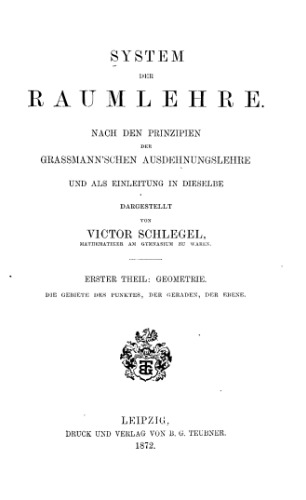 SYSTEM
DER
RAUMLEHRE.
NACH DEN PRINZIPIEN
DER
GRASSMANN'SCHEN AUSDEHNUNGSLEHRE
UND ALS EINLEITUNG IN DIESELBE
DARGESTELLT
VON
VICTOR SCHLEGEL,
MATHEMATIKER AM GYMNASIUM ZU WAREN.
ERSTER THEIL: GEOMETRIE.
DIE GEBIETE DES PUNKTES, DER GERADEN, DER EBENE.
LEIPZIG,
DRUCK UND VERLAG VON B. G. TEUBNER.
1872.